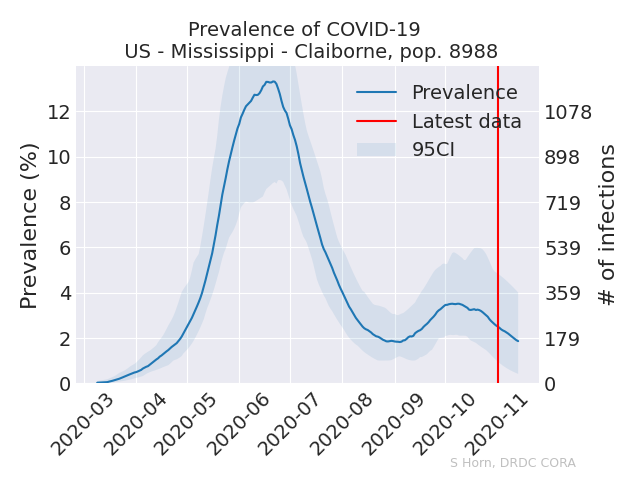 Prevalence of COVID-19
US - Mississippi - Claiborne, pop. 8988
Prevalence
Latest data
95CI
Prevalence (%)
12
10
8
6
4
2
0
1078
898
719
539
359
179
0
# of infections
2020-03
2020-04
2020-05
2020-06
2020-07
2020-08
2020-09
2020-10
2020-11
S Horn, DRDC CORA